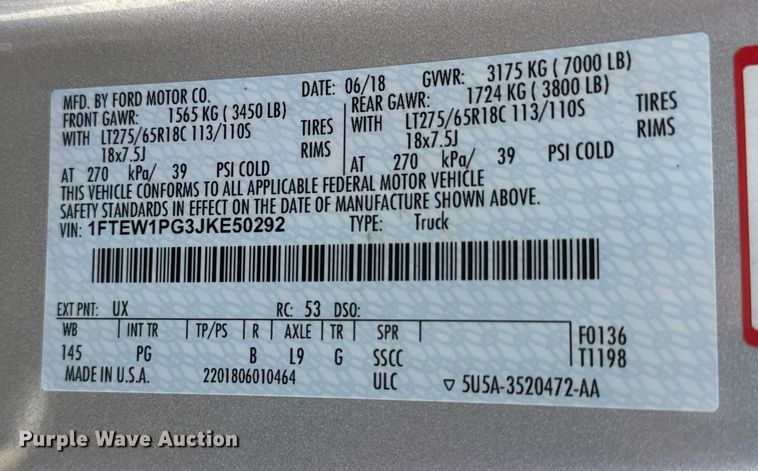 MFD. BY FORD MOTOR CO. DATE: 06/18 GVWR: 3175 KG ( 7000 LB)
FRONT GAWR: 1565 KG ( 3450 LB) REAR GAWR: 1724 KG ( 3800 LB)
WITH LT275/65R18C 113/110S TIRES WITH LT275/65R18C 113/110S TIRES
18x7.5J RIMS 18x7.5J RIMS
AT 270 kPa/ 39 PSI COLD AT 270 kPa/ 39 PSI COLD
THIS VEHICLE CONFORMS TO ALL APPLICABLE FEDERAL MOTOR VEHICLE
SAFETY STANDARDS IN EFFECT ON THE DATE OF MANUFACTURE SHOWN ABOVE.
VIN: 1FTEW1PG3JKE50292 TYPE: Truck
EXT PNT: UX RC: 53 DSO:
WB INT TR TP/PS R AXLE TR SPR F0136
145 PG B L9 G SSCC T1198
MADE IN U.S.A. 2201806010464 ULC ▽ 5U5A-3520472-AA
Purple Wave Auction